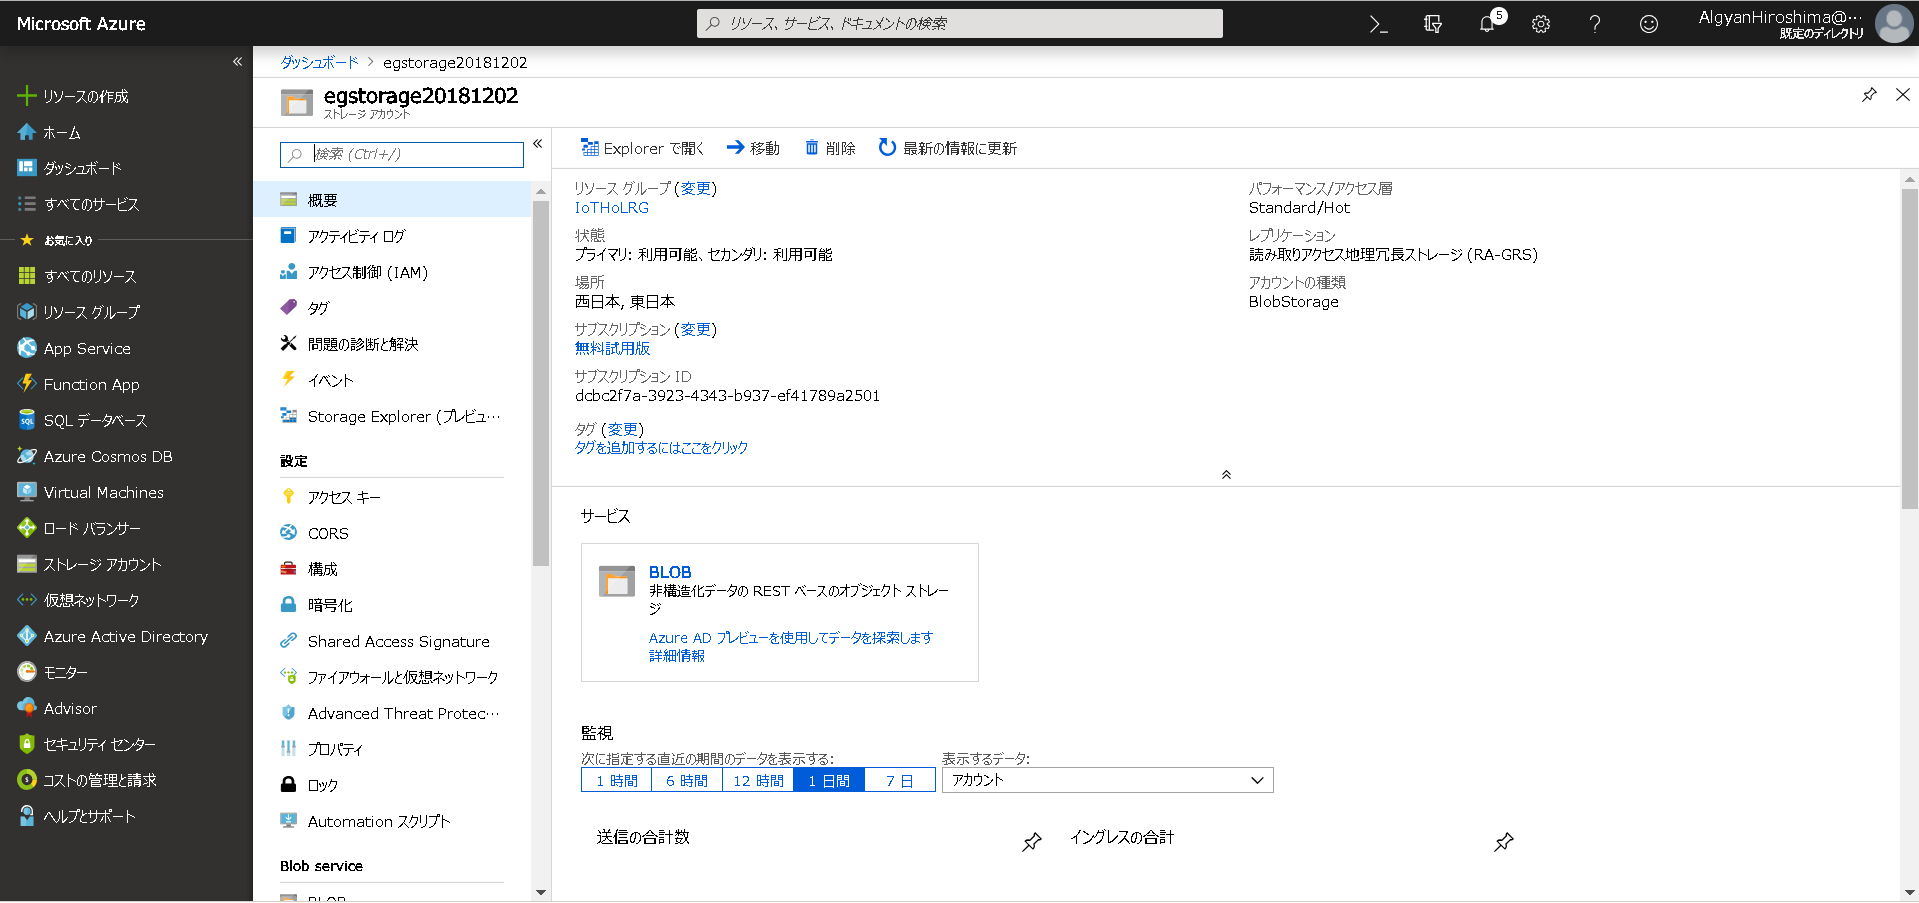 Microsoft Azure
リソース、サービス、ドキュメントの検索
5
AlgyanHiroshima@···
既定のディレクトリ
リソースの作成
ホーム
ダッシュボード
すべてのサービス
お気に入り
すべてのリソース
リソース グループ
App Service
Function App
SQL データベース
Azure Cosmos DB
Virtual Machines
ロード バランサー
ストレージ アカウント
仮想ネットワーク
Azure Active Directory
モニター
Advisor
セキュリティ センター
コストの管理と請求
ヘルプとサポート
ダッシュボード > egstorage20181202
egstorage20181202
ストレージ アカウント
検索 (Ctrl+/)
概要
アクティビティ ログ
アクセス制御 (IAM)
タグ
問題の診断と解決
イベント
Storage Explorer (プレビュ···
設定
アクセス キー
CORS
構成
暗号化
Shared Access Signature
ファイアウォールと仮想ネットワーク
Advanced Threat Protec···
プロパティ
ロック
Automation スクリプト
Blob service
BLOB
Explorer で開く
移動
削除
最新の情報に更新
リソース グループ (変更)
IoTHoLRG
状態
プライマリ: 利用可能、セカンダリ: 利用可能
場所
西日本, 東日本
サブスクリプション (変更)
無料試用版
サブスクリプション ID
dcbc2f7a-3923-4343-b937-ef41789a2501
タグ (変更)
タグを追加するにはここをクリック
パフォーマンス/アクセス層
Standard/Hot
レプリケーション
読み取りアクセス地理冗長ストレージ (RA-GRS)
アカウントの種類
BlobStorage
サービス
BLOB
非構造化データの REST ベースのオブジェクト ストレー
ジ
Azure AD プレビューを使用してデータを探索します
詳細情報
監視
次に指定する直近の期間のデータを表示する:
1 時間
6 時間
12 時間
1 日間
7 日
表示するデータ:
アカウント
送信の合計数
イングレスの合計